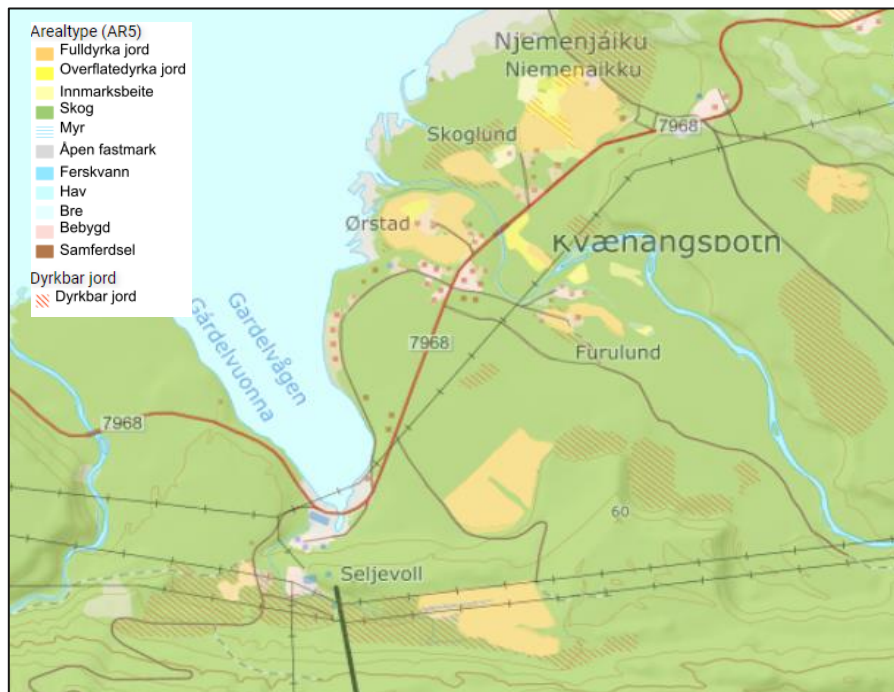 Arealtype (AR5)
Fulldyrka jord
Overflatedyrka jord
Innmarksbeite
Skog
Myr
Åpen fastmark
Ferskvann
Hav
Bre
Bebygd
Samferdsel
Dyrkbar jord
Dyrkbar jord
Njemenjáiku
Niemenaikku
Skoglund
7968
Ørstad
Kvænangsbotn
Gardelvågen
Gárdelvuonna
7968
Furulund
7968
60
Seljevoll